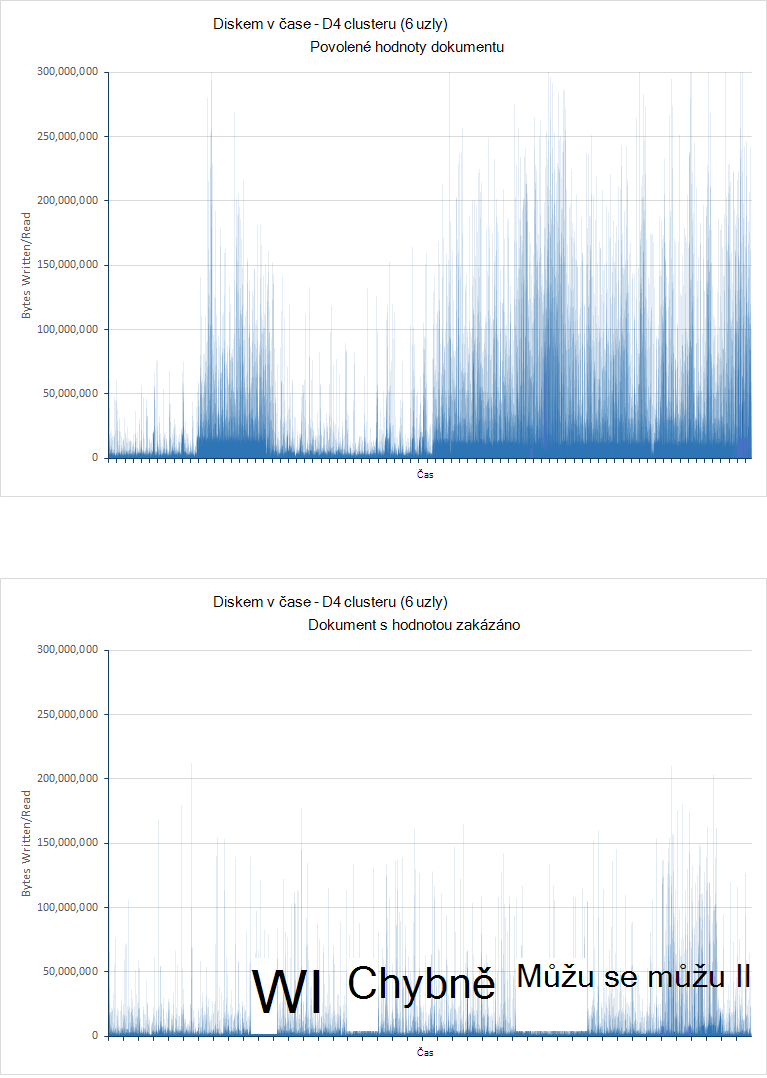 Diskem v čase - D4 clusteru (6 uzly)
Povolené hodnoty dokumentu
300,000,000
250,000,000
200,000,000
150,000,000
100,000,000
50,000,000
0
Bytes Written/Read
Čas
Diskem v čase - D4 clusteru (6 uzly)
Dokument s hodnotou zakázáno
300,000,000
250,000,000
200,000,000
150,000,000
100,000,000
50,000,000
0
Bytes Written/Read
WI Chybně Můžu se můžu II
Čas